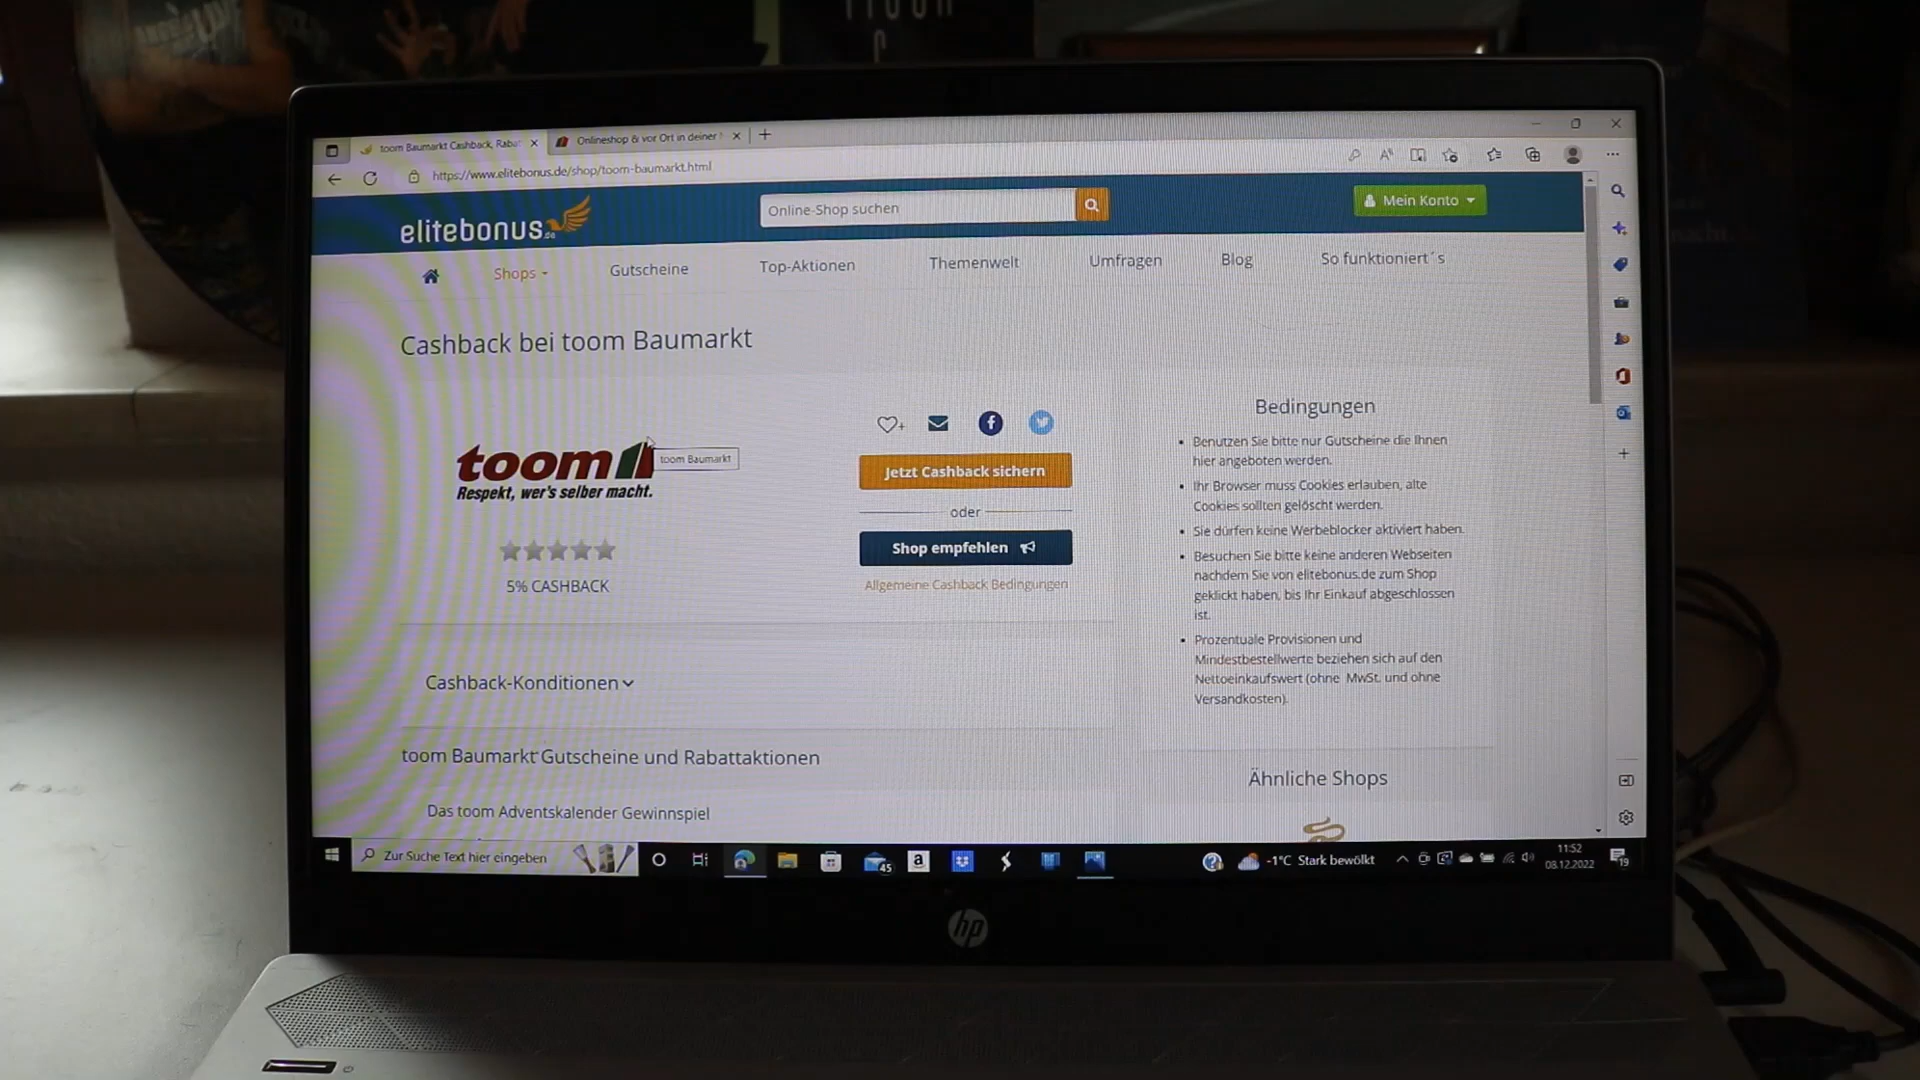 toom Baumarkt Cashback, Raba
Onlineshop & vor Ort in deiner
https://www.elitebonus.de/shop/toom-baumarkt.html
elitebonus.de
Online-Shop suchen
Mein Konto
Shops
Gutscheine
Top-Aktionen
Themenwelt
Umfragen
Blog
So funktioniert´s
Cashback bei toom Baumarkt
toom
Respekt, wer's selber macht.
toom Baumarkt
5% CASHBACK
Jetzt Cashback sichern
oder
Shop empfehlen
Allgemeine Cashback Bedingungen
Bedingungen
Benutzen Sie bitte nur Gutscheine die Ihnen
hier angeboten werden.
Ihr Browser muss Cookies erlauben, alte
Cookies sollten gelöscht werden.
Sie dürfen keine Werbeblocker aktiviert haben.
Besuchen Sie bitte keine anderen Webseiten
nachdem Sie von elitebonus.de zum Shop
geklickt haben, bis Ihr Einkauf abgeschlossen
ist.
Prozentuale Provisionen und
Mindestbestellwerte beziehen sich auf den
Nettoeinkaufswert (ohne MwSt. und ohne
Versandkosten).
Cashback-Konditionen
toom Baumarkt Gutscheine und Rabattaktionen
Das toom Adventskalender Gewinnspiel
Ähnliche Shops
Zur Suche Text hier eingeben
45
a
-1°C Stark bewölkt
11:52
08.12.2022
19
hp